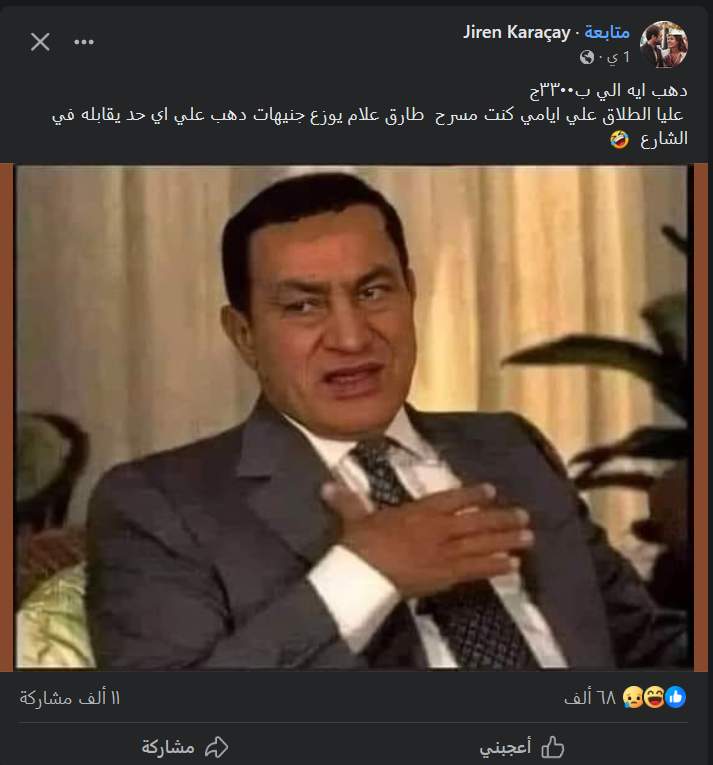 Jiren Karaçay · متابعة
1 ي ·
دهب ايه الي ب٣٣٠٠ج
عليا الطلاق علي ايامي كنت مسرح طارق علام يوزع جنيهات دهب علي اي حد يقابله في
الشارع 🤣
٦٨ ألف
١١ ألف مشاركة
أعجبني
مشاركة